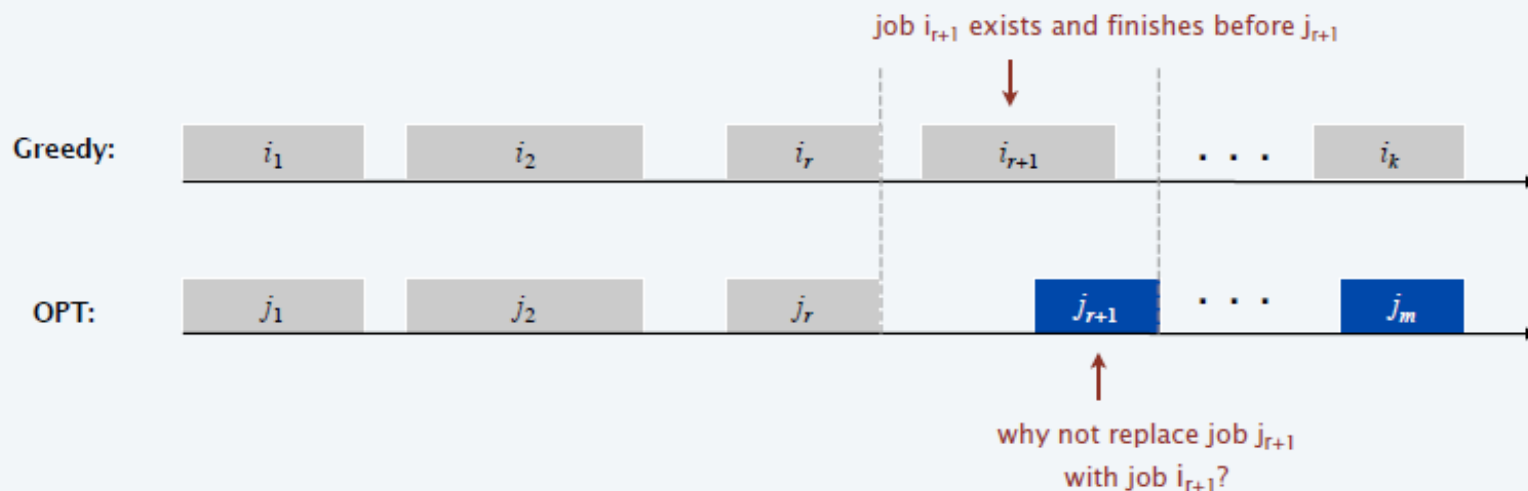 job i_{r+1} exists and finishes before j_{r+1}
Greedy: i_1 i_2 i_r i_{r+1} . . . i_k
OPT: j_1 j_2 j_r j_{r+1} . . . j_m
why not replace job j_{r+1}
with job i_{r+1}?